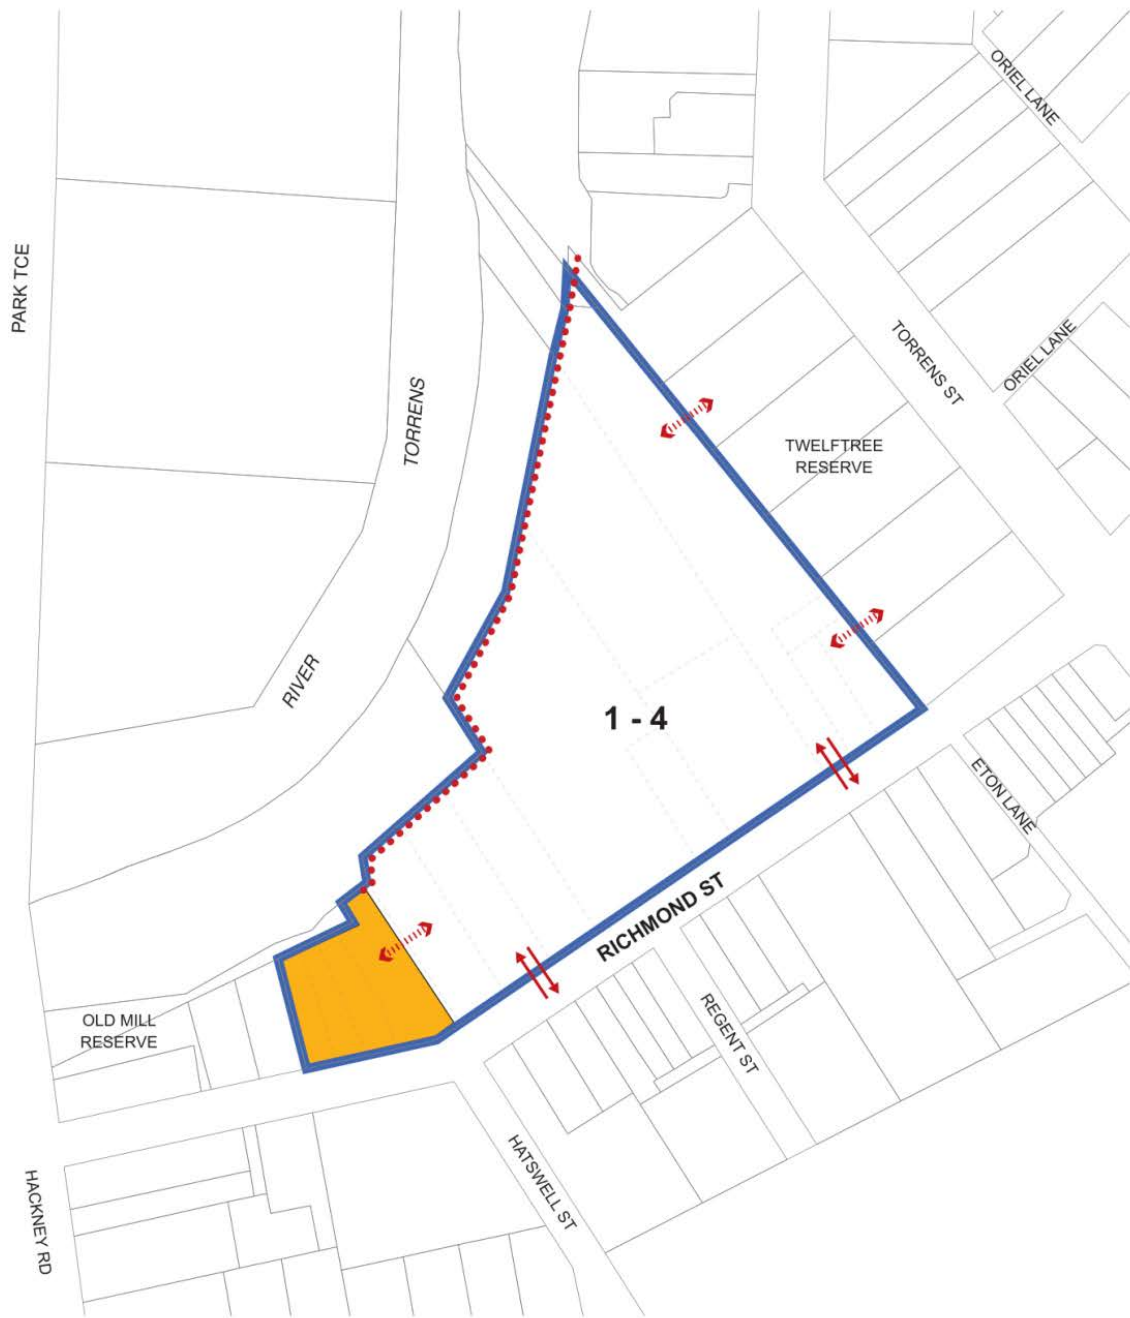 ORIEL LANE
PARK TCE
TORRENS ST
ORIEL LANE
TORRENS
TWELFTREE
RESERVE
RIVER
1 - 4
ETON LANE
RICHMOND ST
OLD MILL
RESERVE
REGENT ST
HATSWELL ST
HACKNEY RD